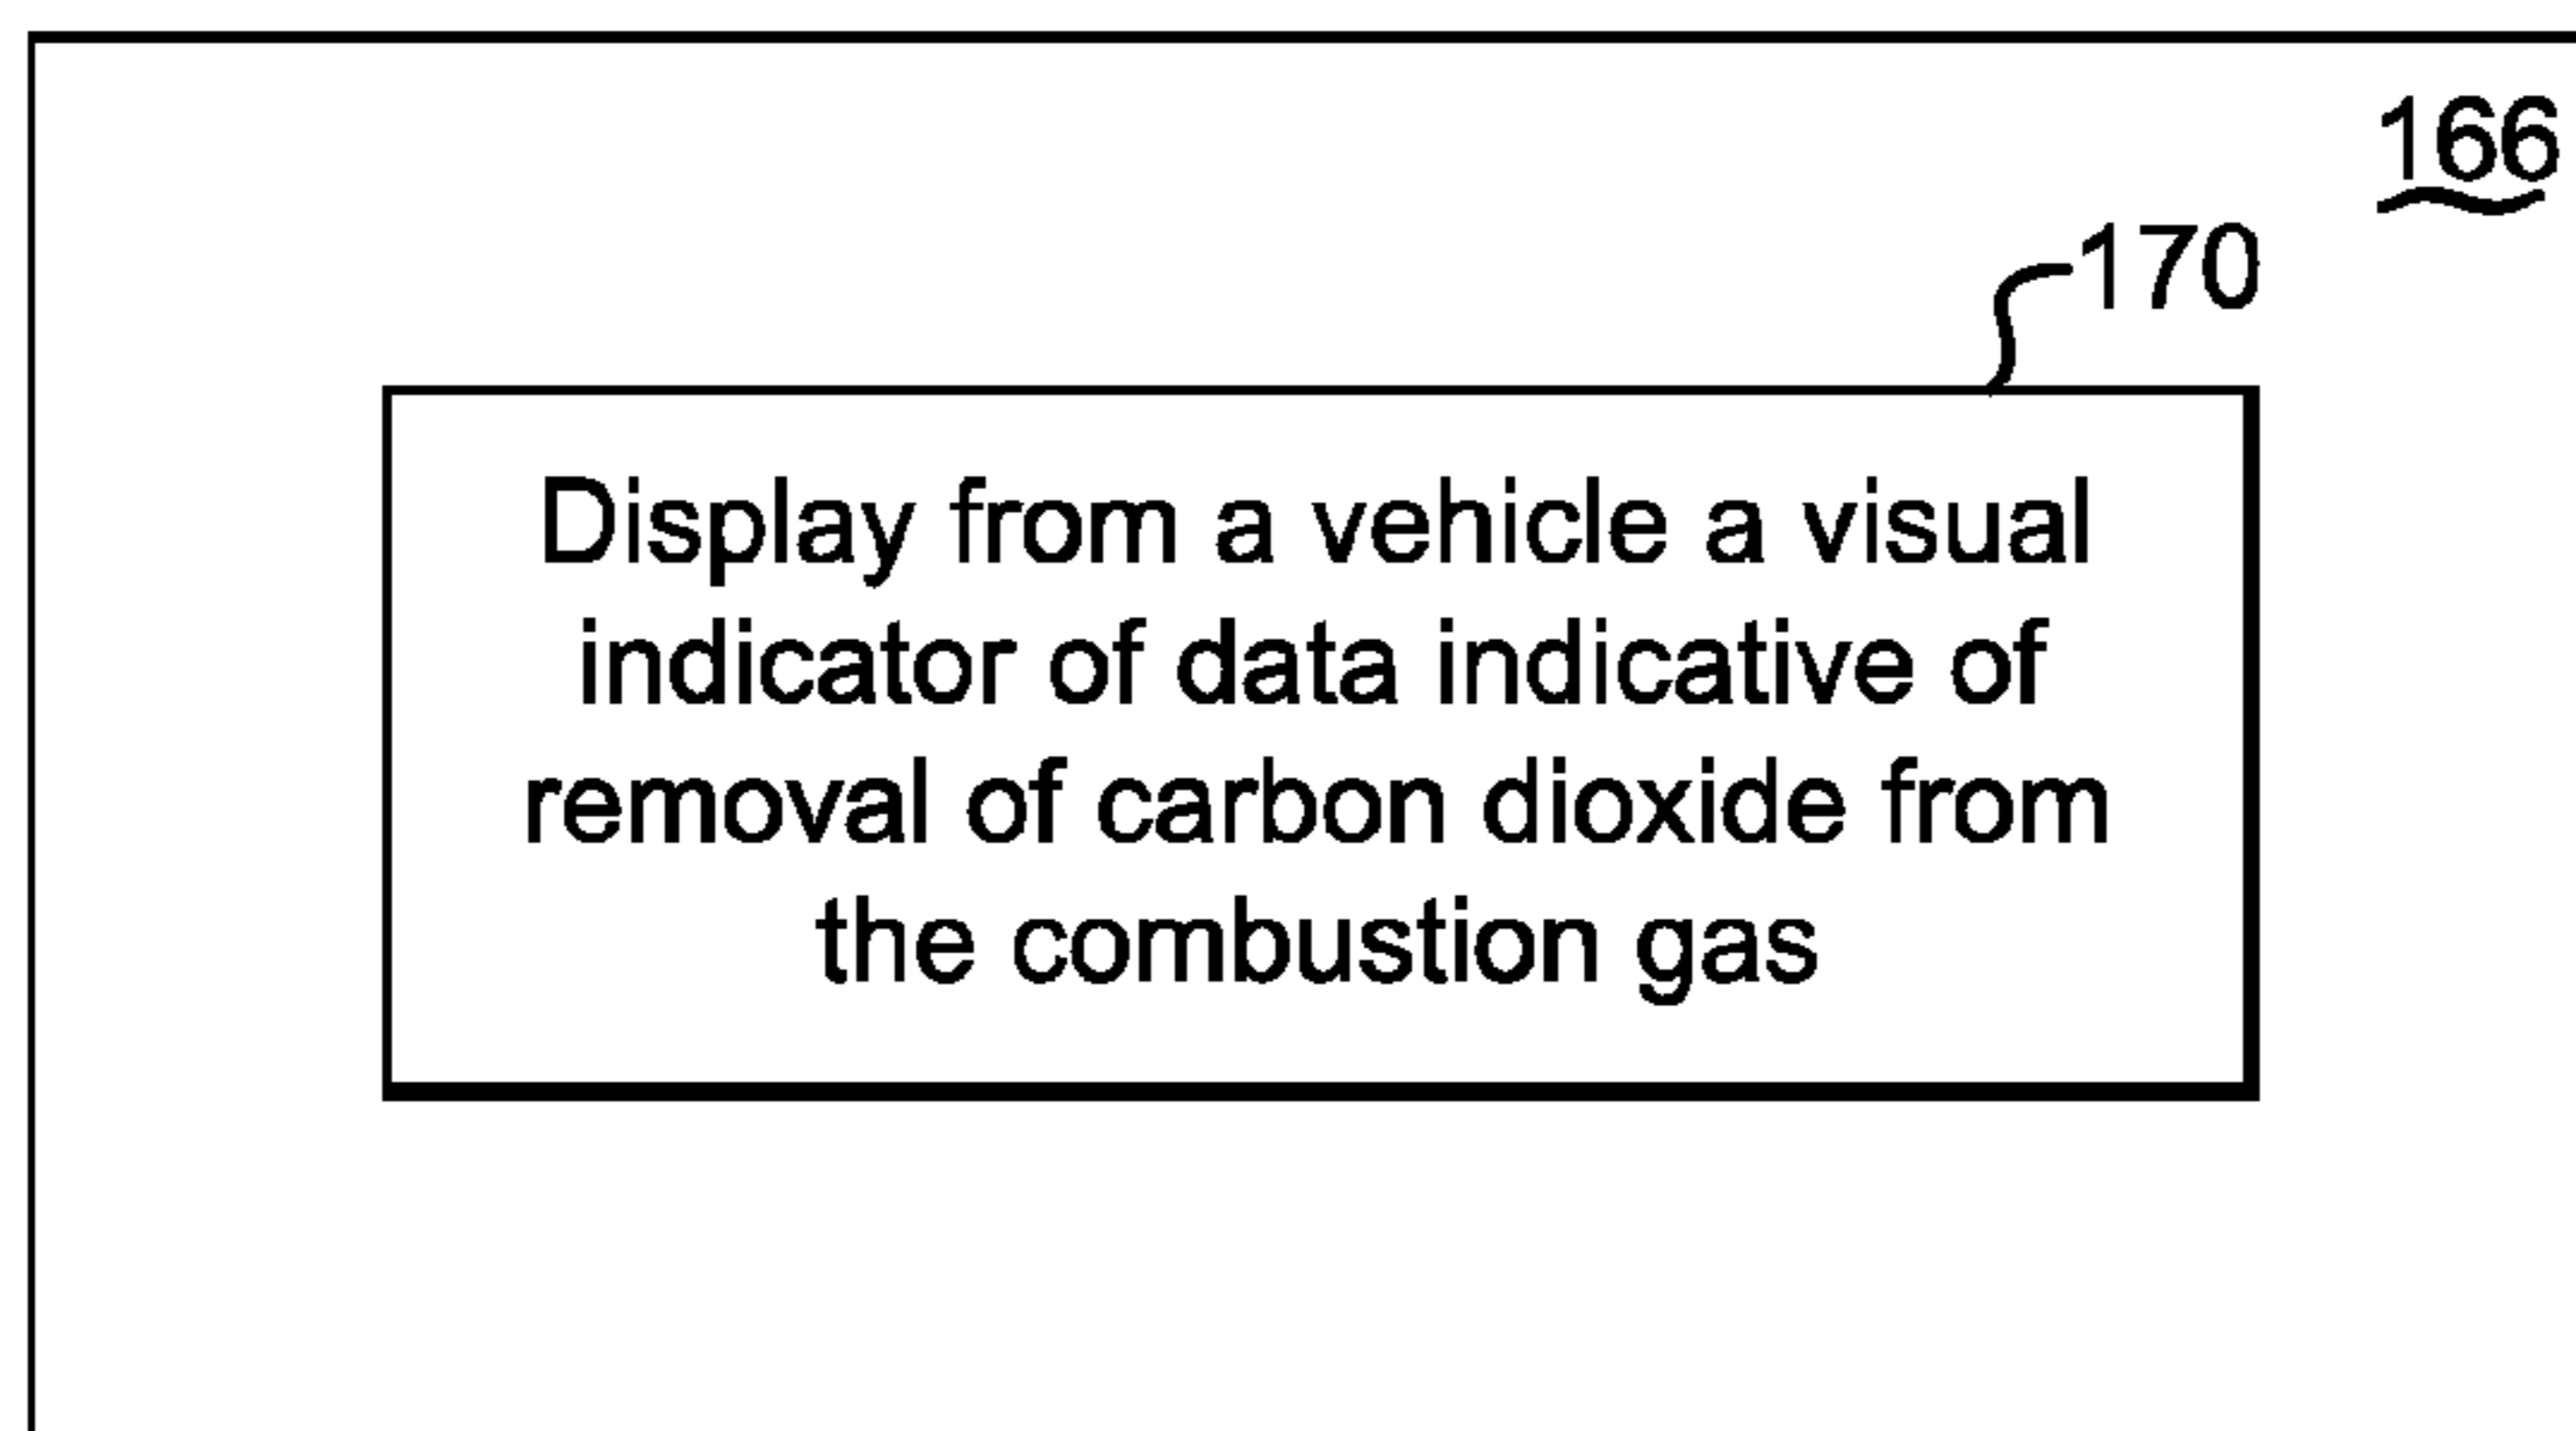 166
170
Display from a vehicle a visual
indicator of data indicative of
removal of carbon dioxide from
the combustion gas